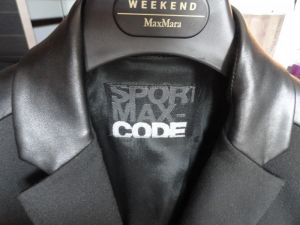 WEEKEND
MaxMara
SPORT
MAX-
CODE